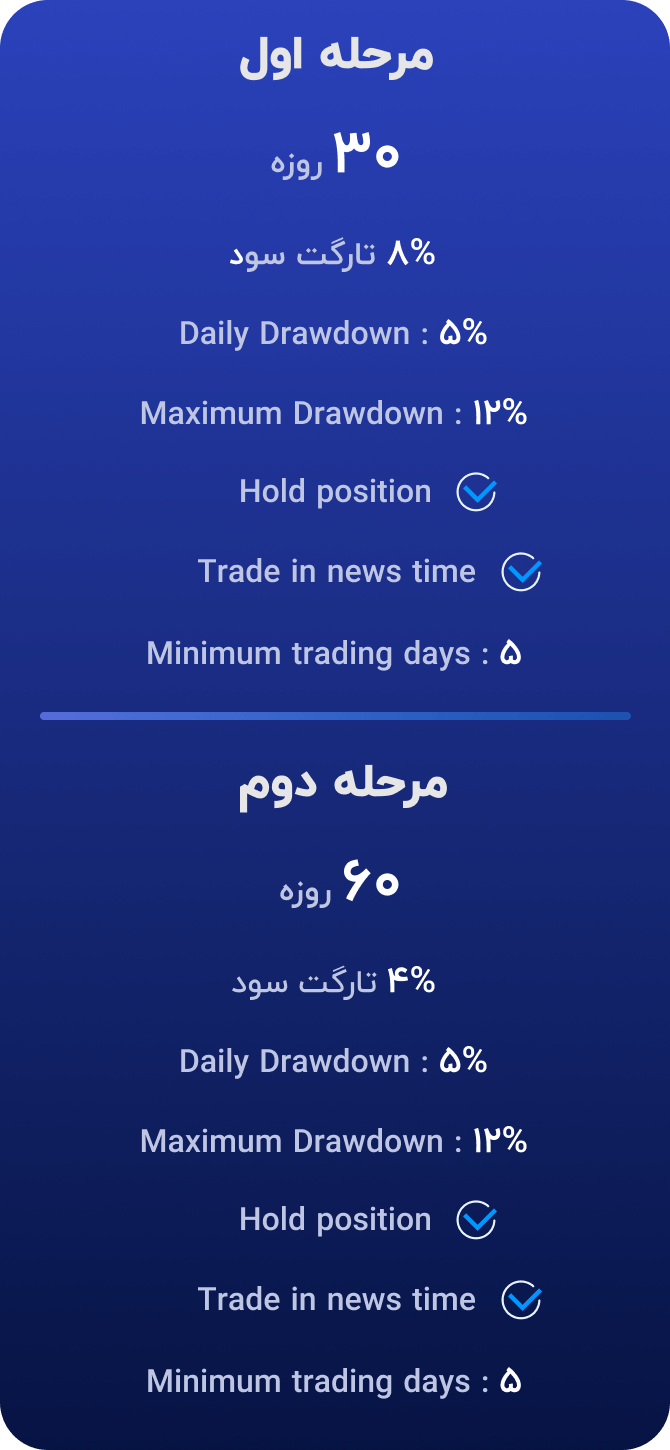 مرحله اول
۳۰ روزه
۸% تارگت سود
Daily Drawdown : ۵%
Maximum Drawdown : ۱۲%
Hold position
Trade in news time
Minimum trading days : ۵
مرحله دوم
۶۰ روزه
۴% تارگت سود
Daily Drawdown : ۵%
Maximum Drawdown : ۱۲%
Hold position
Trade in news time
Minimum trading days : ۵